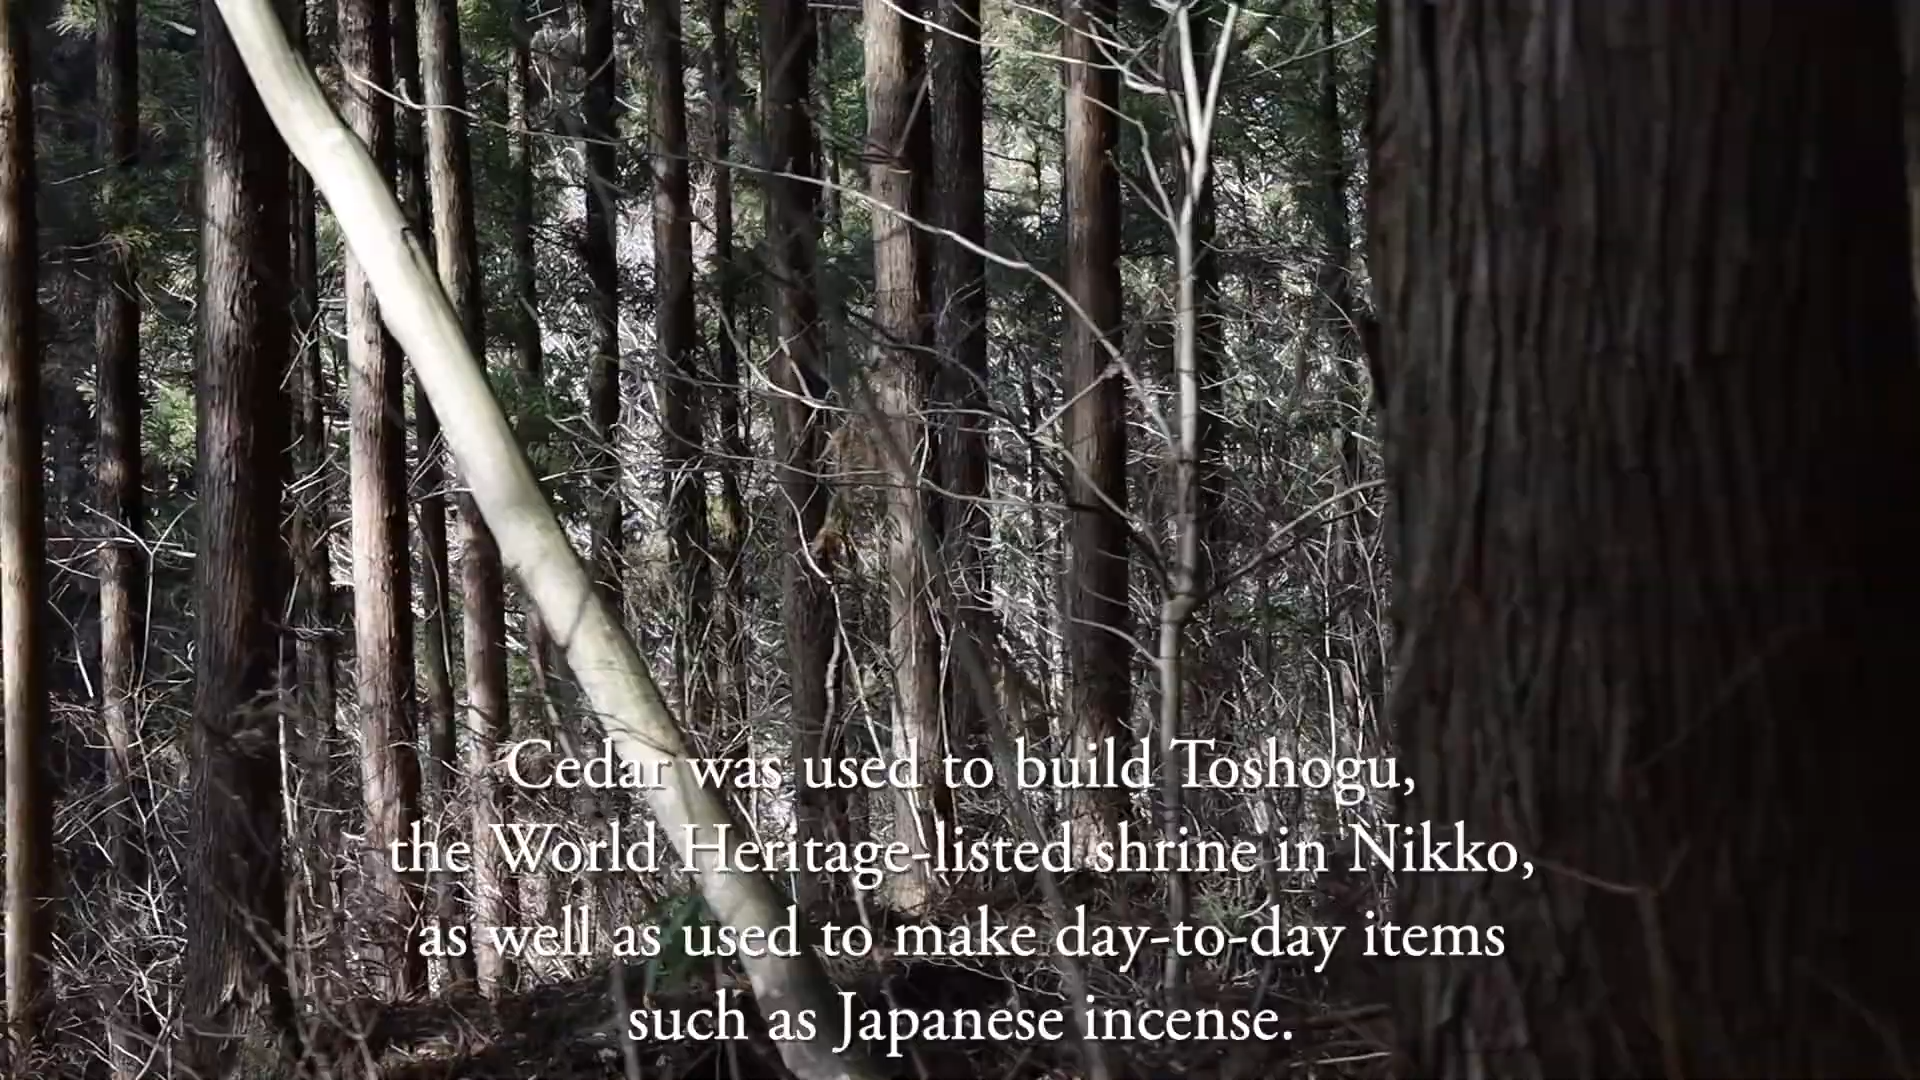 Cedar was used to build Toshogu,
the World Heritage-listed shrine in Nikko,
as well as used to make day-to-day items
such as Japanese incense.